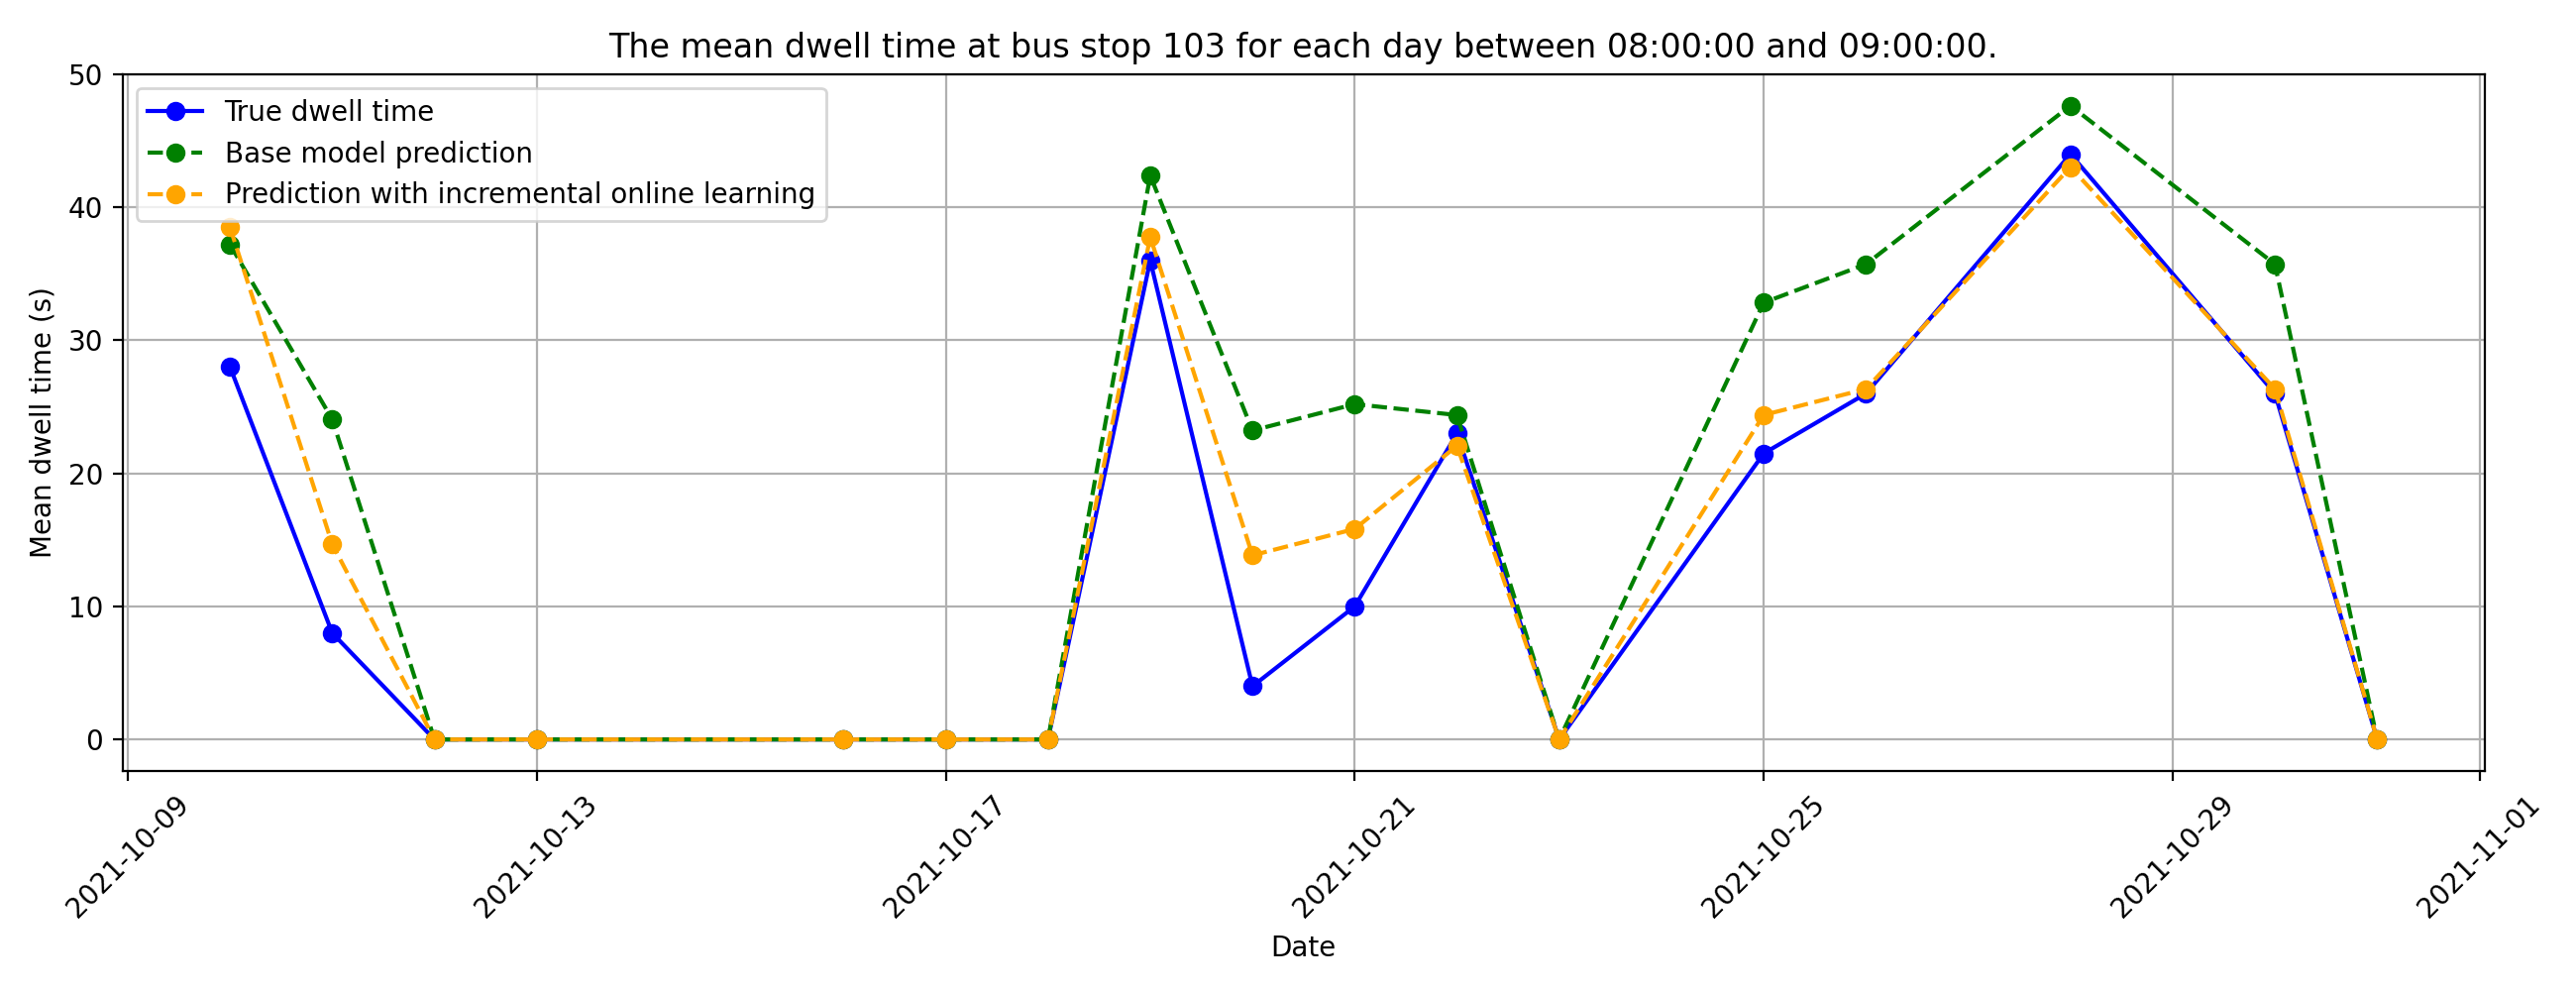 The mean dwell time at bus stop 103 for each day between 08:00:00 and 09:00:00.
True dwell time
Base model prediction
Prediction with incremental online learning
Mean dwell time (s)
50
40
30
20
10
0
2021-10-09
2021-10-13
2021-10-17
2021-10-21
2021-10-25
2021-10-29
2021-11-01
Date